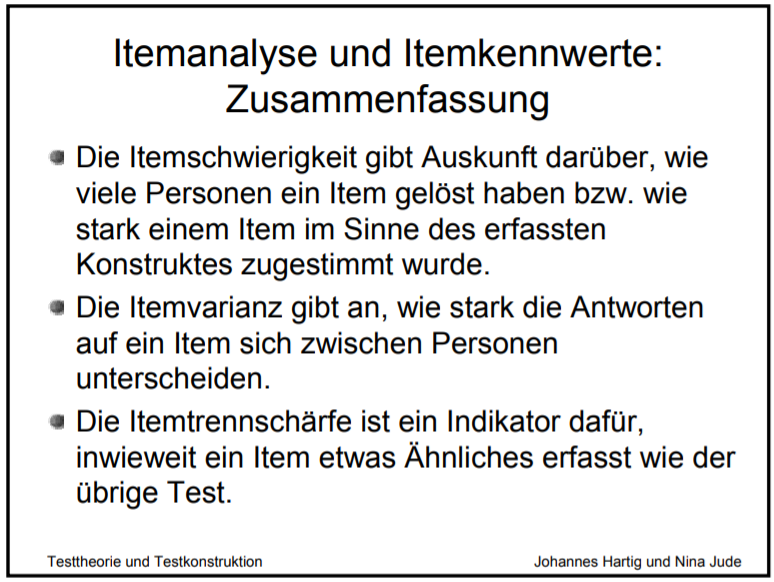 Itemanalyse und Itemkennwerte:
Zusammenfassung
Die Itemschwierigkeit gibt Auskunft darüber, wie
viele Personen ein Item gelöst haben bzw. wie
stark einem Item im Sinne des erfassten
Konstruktes zugestimmt wurde.
Die Itemvarianz gibt an, wie stark die Antworten
auf ein Item sich zwischen Personen
unterscheiden.
Die Itemtrennschärfe ist ein Indikator dafür,
inwieweit ein Item etwas Ähnliches erfasst wie der
übrige Test.
Testtheorie und Testkonstruktion
Johannes Hartig und Nina Jude